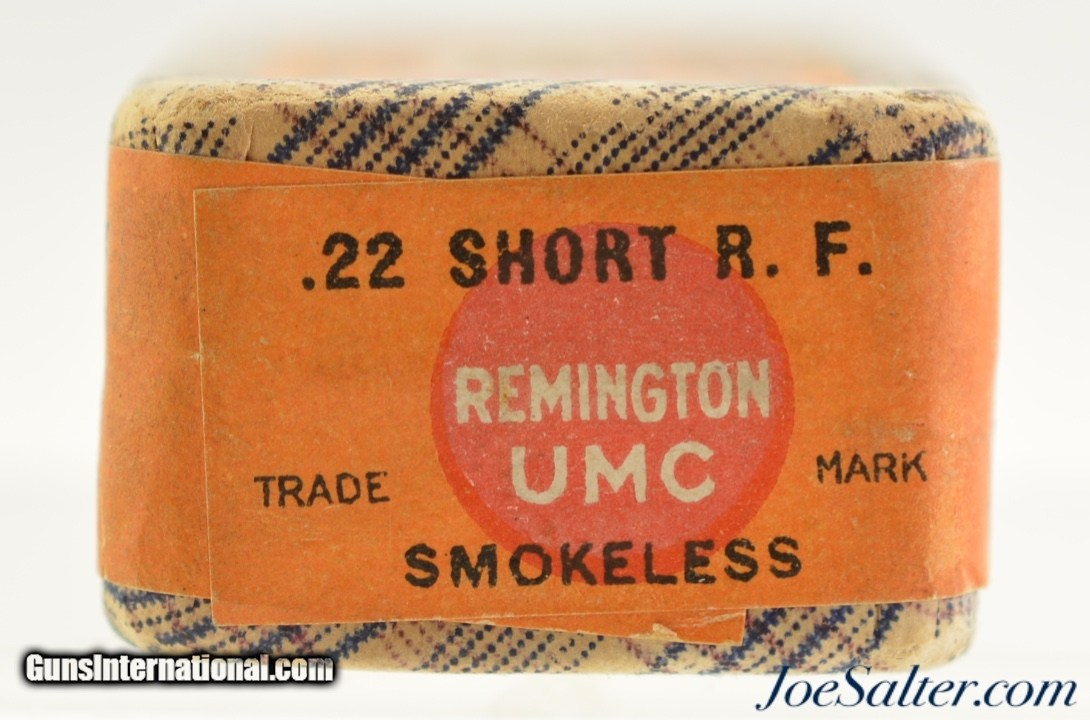 .22 SHORT R. F.
REMINGTON
UMC
TRADE MARK
SMOKELESS
GunsInternational.com
JoeSalter.com